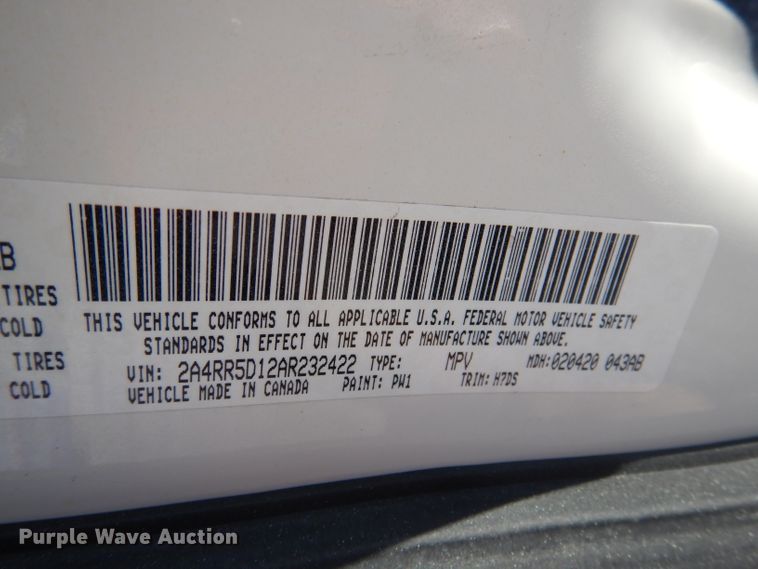 B
TIRES
COLD
TIRES
COLD
THIS VEHICLE CONFORMS TO ALL APPLICABLE U.S.A. FEDERAL MOTOR VEHICLE SAFETY
STANDARDS IN EFFECT ON THE DATE OF MANUFACTURE SHOWN ABOVE.
VIN: 2A4RR5D12AR232422 TYPE: MPV MDH:020420 043AB
VEHICLE MADE IN CANADA PAINT: PW1 TRIM: H7DS
Purple Wave Auction